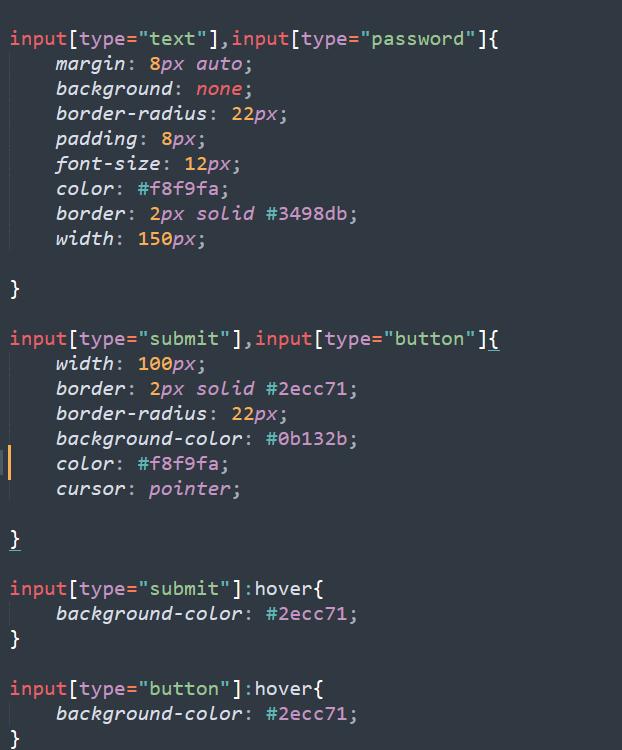 input[type="text"],input[type="password"]{
    margin: 8px auto;
    background: none;
    border-radius: 22px;
    padding: 8px;
    font-size: 12px;
    color: #f8f9fa;
    border: 2px solid #3498db;
    width: 150px;
}
input[type="submit"],input[type="button"]{
    width: 100px;
    border: 2px solid #2ecc71;
    border-radius: 22px;
    background-color: #0b132b;
    color: #f8f9fa;
    cursor: pointer;
}
input[type="submit"]:hover{
    background-color: #2ecc71;
}
input[type="button"]:hover{
    background-color: #2ecc71;
}